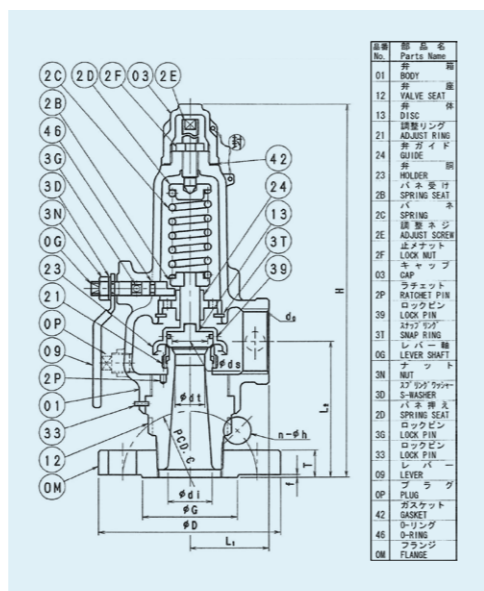 2C 2D 2F 03 2E
2B
46
3G
3D
3N
0G
23
21
0P
09
2P
01
33
12
0M
42
24
13
3T
39
H
d₀
φds
φdt
L₂
PCD.C
n-φh
T
f
φdi
φG
φD
L₁
品番 部品名
No. Parts Name
弁箱
01 BODY
弁座
12 VALVE SEAT
弁体
13 DISC
調整リング
21 ADJUST RING
弁ガイド
24 GUIDE
弁胴
23 HOLDER
バネ受け
2B SPRING SEAT
バネ
2C SPRING
調整ネジ
2E ADJUST SCREW
止メナット
2F LOCK NUT
キャップ
03 CAP
ラチェット
2P RATCHET PIN
ロックピン
39 LOCK PIN
スナップリング
3T SNAP RING
レバー軸
0G LEVER SHAFT
ナット
3N NUT
スプリングワッシャー
3D S-WASHER
バネ押え
2D SPRING SEAT
ロックピン
3G LOCK PIN
ロックピン
33 LOCK PIN
レバー
09 LEVER
プラグ
0P PLUG
ガスケット
42 GASKET
O-リング
46 O-RING
フランジ
0M FLANGE